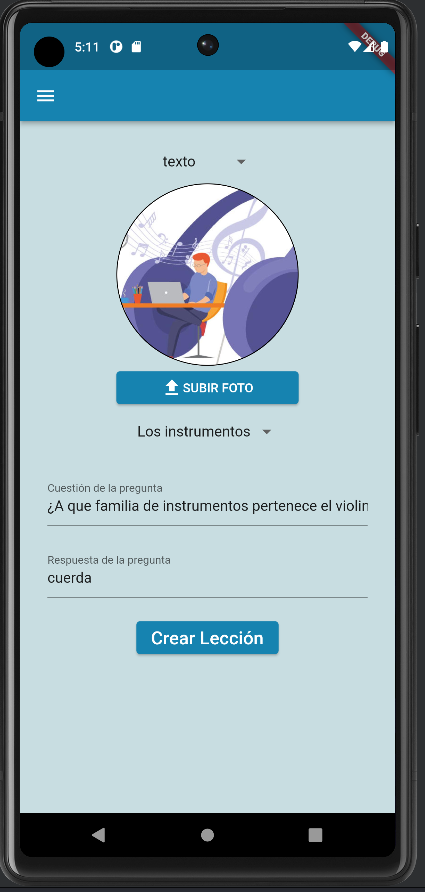 5:11
DEBUG
texto
SUBIR FOTO
Los instrumentos
Cuestión de la pregunta
¿A que familia de instrumentos pertenece el violin
Respuesta de la pregunta
cuerda
Crear Lección